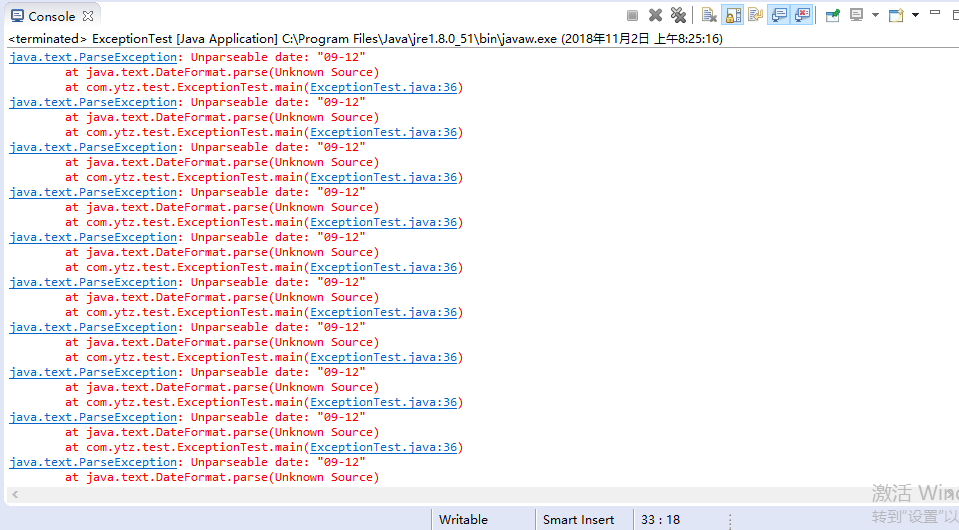 Console
<terminated> ExceptionTest [Java Application] C:\Program Files\Java\jre1.8.0_51\bin\javaw.exe (2018年11月2日 上午8:25:16)
java.text.ParseException: Unparseable date: "09-12"
at java.text.DateFormat.parse(Unknown Source)
at com.ytz.test.ExceptionTest.main(ExceptionTest.java:36)
java.text.ParseException: Unparseable date: "09-12"
at java.text.DateFormat.parse(Unknown Source)
at com.ytz.test.ExceptionTest.main(ExceptionTest.java:36)
java.text.ParseException: Unparseable date: "09-12"
at java.text.DateFormat.parse(Unknown Source)
at com.ytz.test.ExceptionTest.main(ExceptionTest.java:36)
java.text.ParseException: Unparseable date: "09-12"
at java.text.DateFormat.parse(Unknown Source)
at com.ytz.test.ExceptionTest.main(ExceptionTest.java:36)
java.text.ParseException: Unparseable date: "09-12"
at java.text.DateFormat.parse(Unknown Source)
at com.ytz.test.ExceptionTest.main(ExceptionTest.java:36)
java.text.ParseException: Unparseable date: "09-12"
at java.text.DateFormat.parse(Unknown Source)
at com.ytz.test.ExceptionTest.main(ExceptionTest.java:36)
java.text.ParseException: Unparseable date: "09-12"
at java.text.DateFormat.parse(Unknown Source)
at com.ytz.test.ExceptionTest.main(ExceptionTest.java:36)
java.text.ParseException: Unparseable date: "09-12"
at java.text.DateFormat.parse(Unknown Source)
at com.ytz.test.ExceptionTest.main(ExceptionTest.java:36)
java.text.ParseException: Unparseable date: "09-12"
at java.text.DateFormat.parse(Unknown Source)
at com.ytz.test.ExceptionTest.main(ExceptionTest.java:36)
java.text.ParseException: Unparseable date: "09-12"
at java.text.DateFormat.parse(Unknown Source)
激活 Win
转到"设置"以
Writable Smart Insert 33 : 18